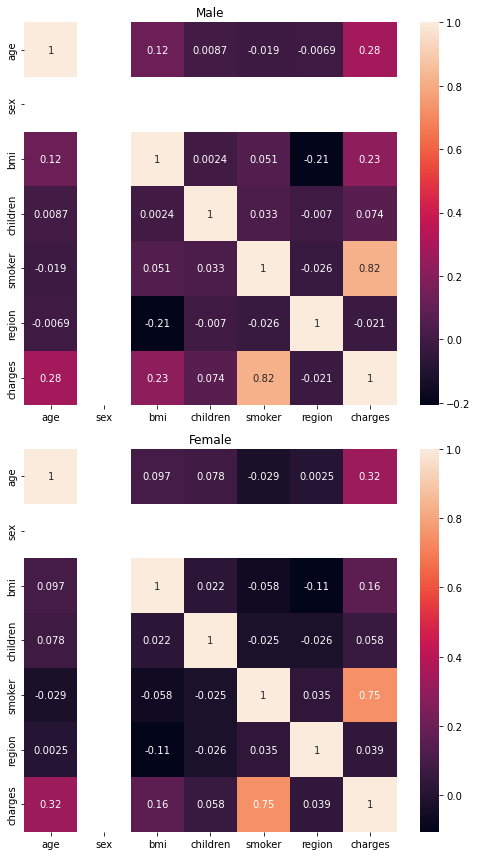 Male
age 1 0.12 0.0087 -0.019 -0.0069 0.28
sex
bmi 0.12 1 0.0024 0.051 -0.21 0.23
children 0.0087 0.0024 1 0.033 -0.007 0.074
smoker -0.019 0.051 0.033 1 -0.026 0.82
region -0.0069 -0.21 -0.007 -0.026 1 -0.021
charges 0.28 0.23 0.074 0.82 -0.021 1
age sex bmi children smoker region charges
1.0
0.8
0.6
0.4
0.2
0.0
−0.2
Female
age 1 0.097 0.078 -0.029 0.0025 0.32
sex
bmi 0.097 1 0.022 -0.058 -0.11 0.16
children 0.078 0.022 1 -0.025 -0.026 0.058
smoker -0.029 -0.058 -0.025 1 0.035 0.75
region 0.0025 -0.11 -0.026 0.035 1 0.039
charges 0.32 0.16 0.058 0.75 0.039 1
age sex bmi children smoker region charges
1.0
0.8
0.6
0.4
0.2
0.0